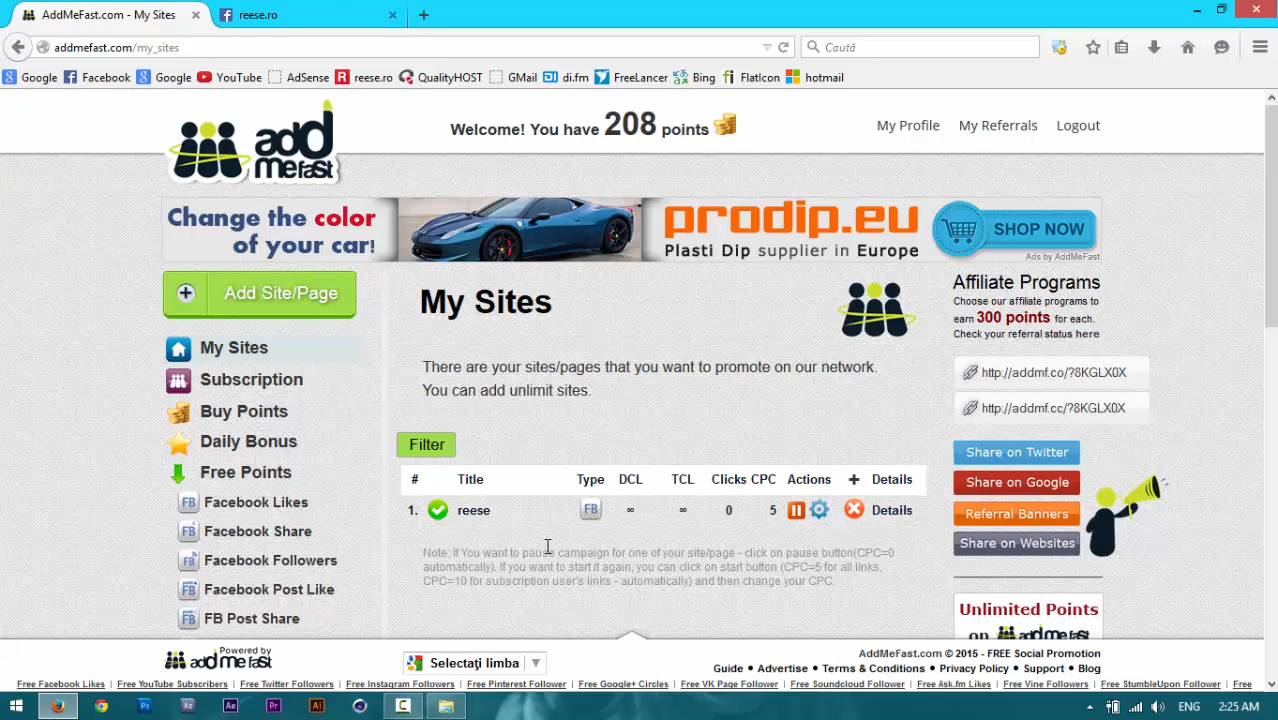 AddMeFast.com - My Sites
reese.ro
addmefast.com/my_sites
Caută
Google Facebook Google YouTube AdSense reese.ro QualityHOST GMail di.fm FreeLancer Bing FlatIcon hotmail
add me fast
Welcome! You have 208 points
My Profile My Referrals Logout
Change the color
of your car!
prodip.eu
Plasti Dip supplier in Europe
SHOP NOW
Ads by AddMeFast
Add Site/Page
My Sites
Subscription
Buy Points
Daily Bonus
Free Points
FB Facebook Likes
Facebook Share
Facebook Followers
Facebook Post Like
FB Post Share
My Sites
There are your sites/pages that you want to promote on our network.
You can add unlimit sites.
Filter
# Title Type DCL TCL Clicks CPC Actions + Details
1. reese FB ∞ ∞ 0 5 Details
Note: If You want to pause campaign for one of your site/page - click on pause button(CPC=0
automatically). If you want to start it again, you can click on start button (CPC=5 for all links,
CPC=10 for subscription user's links - automatically) and then change your CPC.
Affiliate Programs
Choose our affiliate programs to
earn 300 points for each.
Check your referral status here
http://addmf.co/?8KGLX0X
http://addmf.cc/?8KGLX0X
Share on Twitter
Share on Google
Referral Banners
Share on Websites
Unlimited Points
on addmefast
Powered by
add me fast
Selectaţi limba
AddMeFast.com © 2015 - FREE Social Promotion
Guide • Advertise • Terms & Conditions • Privacy Policy • Support • Blog
Free Facebook Likes Free YouTube Subscribers Free Twitter Followers Free Instagram Followers Free Pinterest Follower Free Google+ Circles Free VK Page Follower Free Soundcloud Follower Free Ask.fm Likes Free Vine Follower Free StumbleUpon Follower Free
ENG 2:25 AM